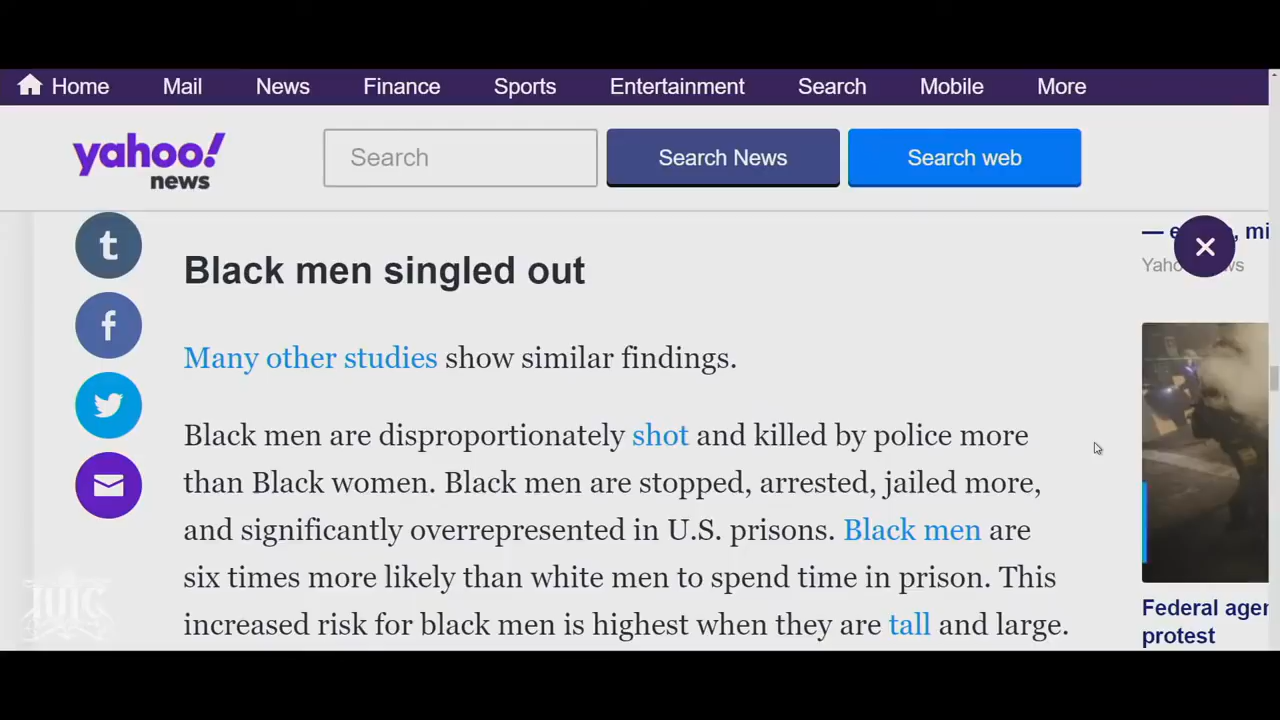 Home Mail News Finance Sports Entertainment Search Mobile More
yahoo!
news
Search
Search News
Search web
Black men singled out
Many other studies show similar findings.
Black men are disproportionately shot and killed by police more
than Black women. Black men are stopped, arrested, jailed more,
and significantly overrepresented in U.S. prisons. Black men are
six times more likely than white men to spend time in prison. This
increased risk for black men is highest when they are tall and large.
Federal
protest
IUIC